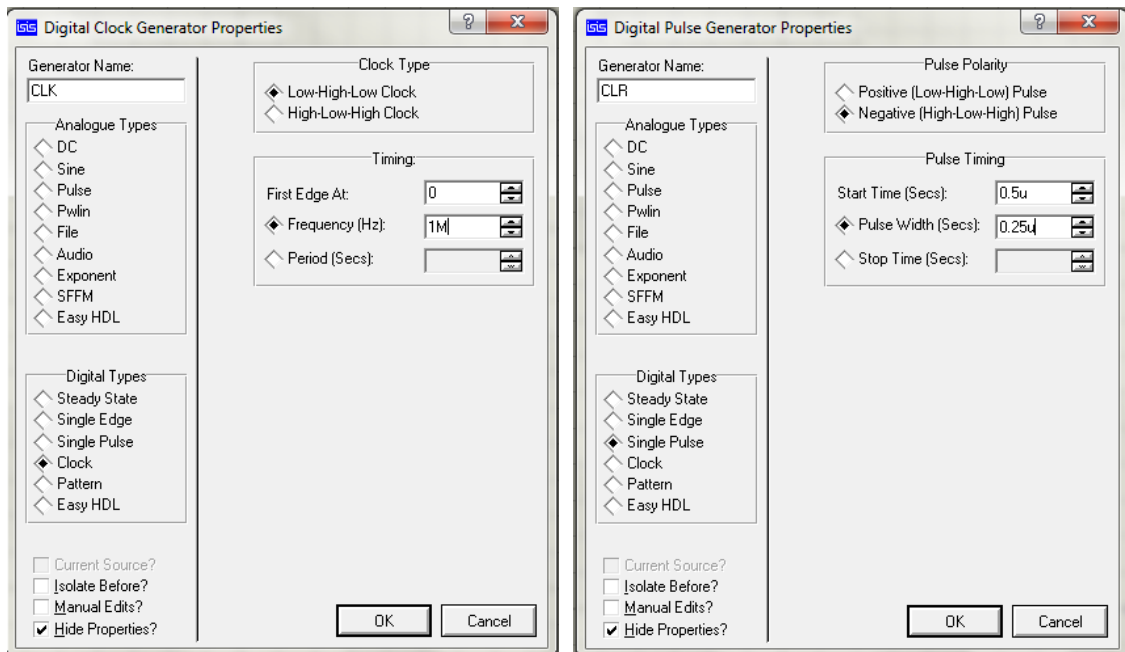 isis Digital Clock Generator Properties
Generator Name:
CLK
Analogue Types
DC
Sine
Pulse
Pwlin
File
Audio
Exponent
SFFM
Easy HDL
Digital Types
Steady State
Single Edge
Single Pulse
Clock
Pattern
Easy HDL
Current Source?
Isolate Before?
Manual Edits?
Hide Properties?
Clock Type
Low-High-Low Clock
High-Low-High Clock
Timing:
First Edge At: 0
Frequency (Hz): 1M
Period (Secs):
OK Cancel
isis Digital Pulse Generator Properties
Generator Name:
CLR
Analogue Types
DC
Sine
Pulse
Pwlin
File
Audio
Exponent
SFFM
Easy HDL
Digital Types
Steady State
Single Edge
Single Pulse
Clock
Pattern
Easy HDL
Current Source?
Isolate Before?
Manual Edits?
Hide Properties?
Pulse Polarity
Positive (Low-High-Low) Pulse
Negative (High-Low-High) Pulse
Pulse Timing
Start Time (Secs): 0.5u
Pulse Width (Secs): 0.25u
Stop Time (Secs):
OK Cancel